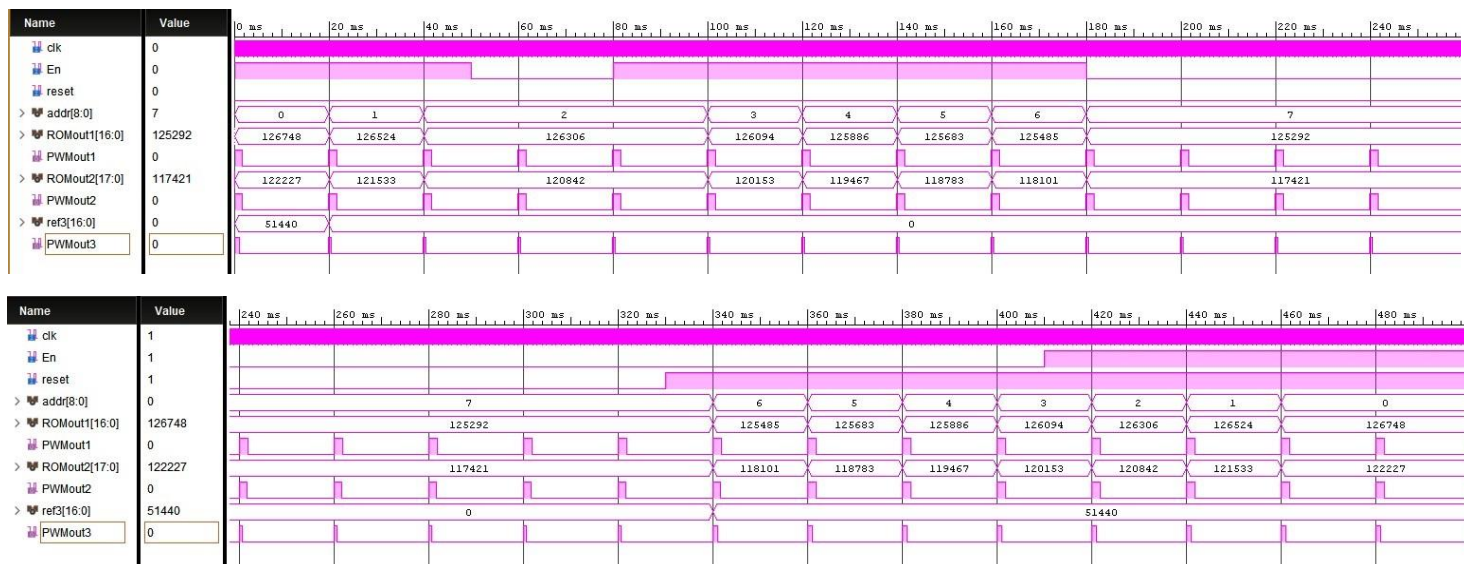 Name Value 0 ms 20 ms 40 ms 60 ms 80 ms 100 ms 120 ms 140 ms 160 ms 180 ms 200 ms 220 ms 240 ms
clk 0
En 0
reset 0
addr[8:0] 7 0 1 2 3 4 5 6 7
ROMout1[16:0] 125292 126748 126524 126306 126094 125886 125683 125485 125292
PWMout1 0
ROMout2[17:0] 117421 122227 121533 120842 120153 119467 118783 118101 117421
PWMout2 0
ref3[16:0] 0 51440 0
PWMout3 0
Name Value 240 ms 260 ms 280 ms 300 ms 320 ms 340 ms 360 ms 380 ms 400 ms 420 ms 440 ms 460 ms 480 ms
clk 1
En 1
reset 1
addr[8:0] 0 7 6 5 4 3 2 1 0
ROMout1[16:0] 126748 125292 125485 125683 125886 126094 126306 126524 126748
PWMout1 0
ROMout2[17:0] 122227 117421 118101 118783 119467 120153 120842 121533 122227
PWMout2 0
ref3[16:0] 51440 0 51440
PWMout3 0